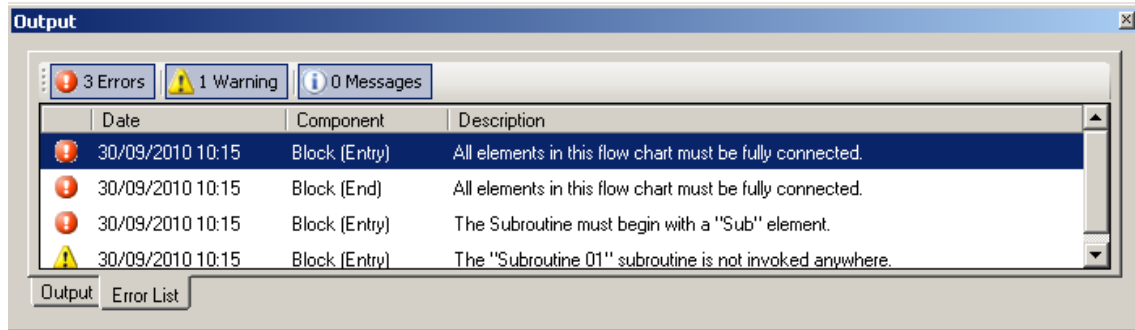 Output
3 Errors 1 Warning 0 Messages
Date Component Description
30/09/2010 10:15 Block (Entry) All elements in this flow chart must be fully connected.
30/09/2010 10:15 Block (End) All elements in this flow chart must be fully connected.
30/09/2010 10:15 Block (Entry) The Subroutine must begin with a "Sub" element.
30/09/2010 10:15 Block (Entry) The "Subroutine 01" subroutine is not invoked anywhere.
Output Error List